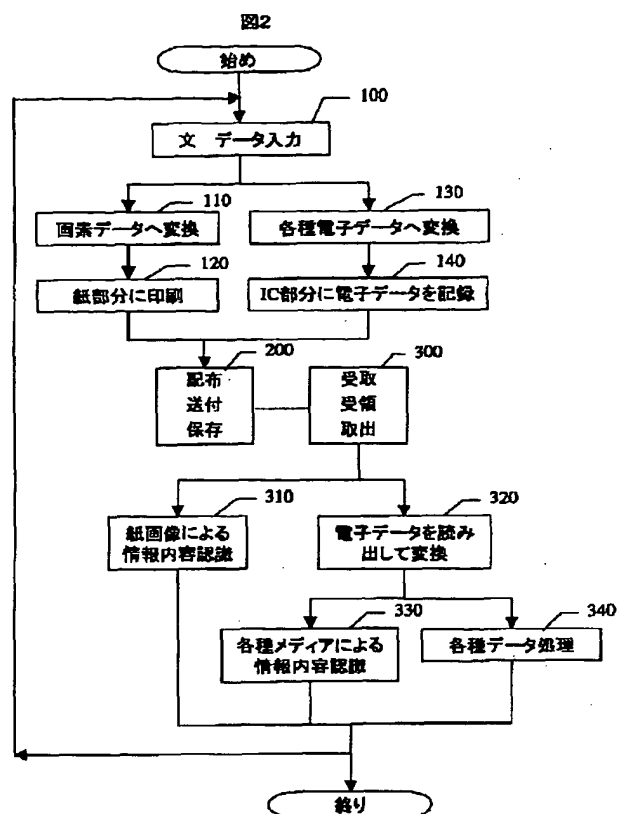 図2
始め
100
文 データ入力
110
画素データへ変換
130
各種電子データへ変換
120
紙部分に印刷
140
IC部分に電子データを記録
200
配布
送付
保存
300
受取
受領
取出
310
紙画像による
情報内容認識
320
電子データを読み
出して変換
330
各種メディアによる
情報内容認識
340
各種データ処理
終り